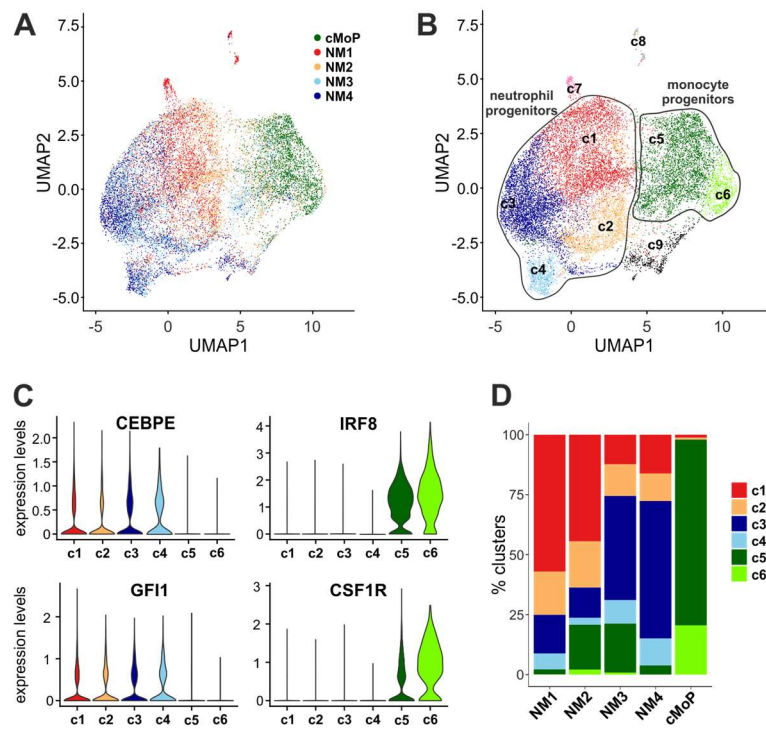 A
7.5
5.0
2.5
0.0
-2.5
-5.0
UMAP2
-5 0 5 10
UMAP1
cMoP
NM1
NM2
NM3
NM4
B
7.5
5.0
2.5
0.0
-2.5
-5.0
UMAP2
-5 0 5 10
UMAP1
c8
c7
neutrophil
progenitors
monocyte
progenitors
c1
c5
c3
c6
c2
c9
c4
C
CEBPE
expression levels
2.0
1.5
1.0
0.5
0
c1 c2 c3 c4 c5 c6
IRF8
4
3
2
1
0
c1 c2 c3 c4 c5 c6
GFI1
expression levels
2
1
0
c1 c2 c3 c4 c5 c6
CSF1R
3
2
1
0
c1 c2 c3 c4 c5 c6
D
% clusters
100
75
50
25
0
NM1 NM2 NM3 NM4 cMoP
c1
c2
c3
c4
c5
c6